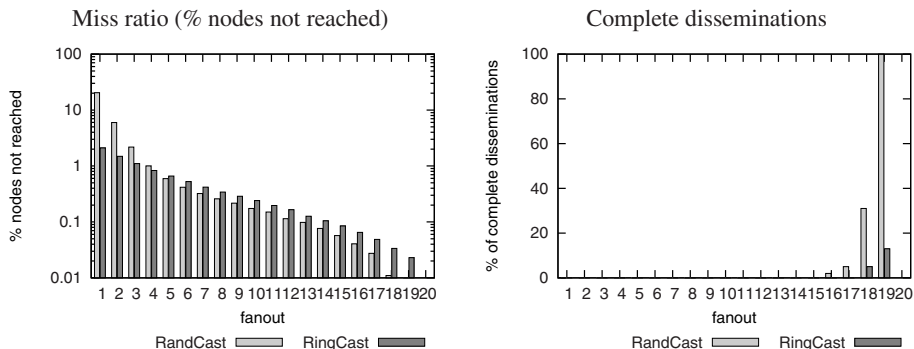 Miss ratio (% nodes not reached)
100
10
1
0.1
0.01
% nodes not reached
1 2 3 4 5 6 7 8 9 10 11 12 13 14 15 16 17 18 19 20
fanout
RandCast RingCast
Complete disseminations
100
80
60
40
20
0
% of complete disseminations
1 2 3 4 5 6 7 8 9 10 11 12 13 14 15 16 17 18 19 20
fanout
RandCast RingCast